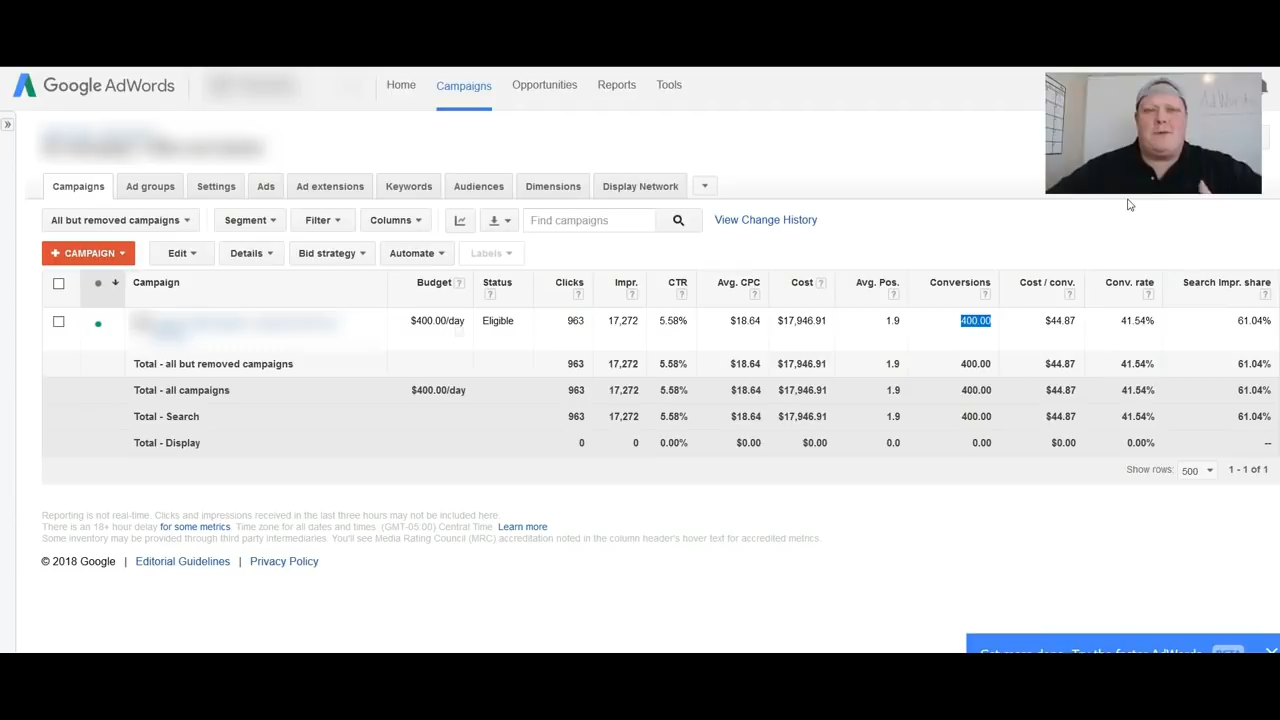 Google AdWords
Home Campaigns Opportunities Reports Tools
AdWords
»
Campaigns Ad groups Settings Ads Ad extensions Keywords Audiences Dimensions Display Network
All but removed campaigns Segment Filter Columns Find campaigns View Change History
+ CAMPAIGN Edit Details Bid strategy Automate Labels
Campaign Budget ? Status ? Clicks ? Impr. ? CTR ? Avg. CPC ? Cost ? Avg. Pos. ? Conversions ? Cost / conv. ? Conv. rate ? Search Impr. share ?
$400.00/day Eligible 963 17,272 5.58% $18.64 $17,946.91 1.9 400.00 $44.87 41.54% 61.04%
Total - all but removed campaigns 963 17,272 5.58% $18.64 $17,946.91 1.9 400.00 $44.87 41.54% 61.04%
Total - all campaigns $400.00/day 963 17,272 5.58% $18.64 $17,946.91 1.9 400.00 $44.87 41.54% 61.04%
Total - Search 963 17,272 5.58% $18.64 $17,946.91 1.9 400.00 $44.87 41.54% 61.04%
Total - Display 0 0 0.00% $0.00 $0.00 0.0 0.00 $0.00 0.00% --
Show rows: 500 1 - 1 of 1
Reporting is not real-time. Clicks and impressions received in the last three hours may not be included here.
There is an 18+ hour delay for some metrics. Time zone for all dates and times: (GMT-05:00) Central Time. Learn more
Some inventory may be provided through third party intermediaries. You'll see Media Rating Council (MRC) accreditation noted in the column header's hover text for accredited metrics.
© 2018 Google | Editorial Guidelines | Privacy Policy
Get more done. Try the faster AdWords BETA